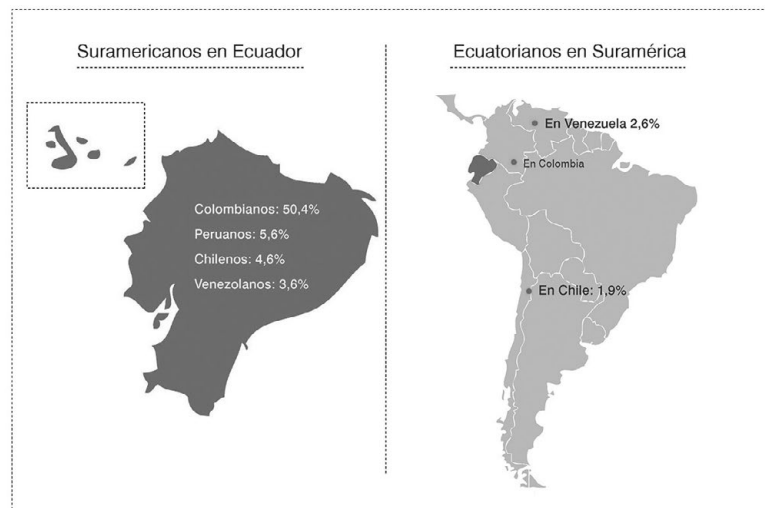 Suramericanos en Ecuador
Colombianos: 50,4%
Peruanos: 5,6%
Chilenos: 4,6%
Venezolanos: 3,6%
Ecuatorianos en Suramérica
En Venezuela 2,6%
En Colombia
En Chile: 1,9%